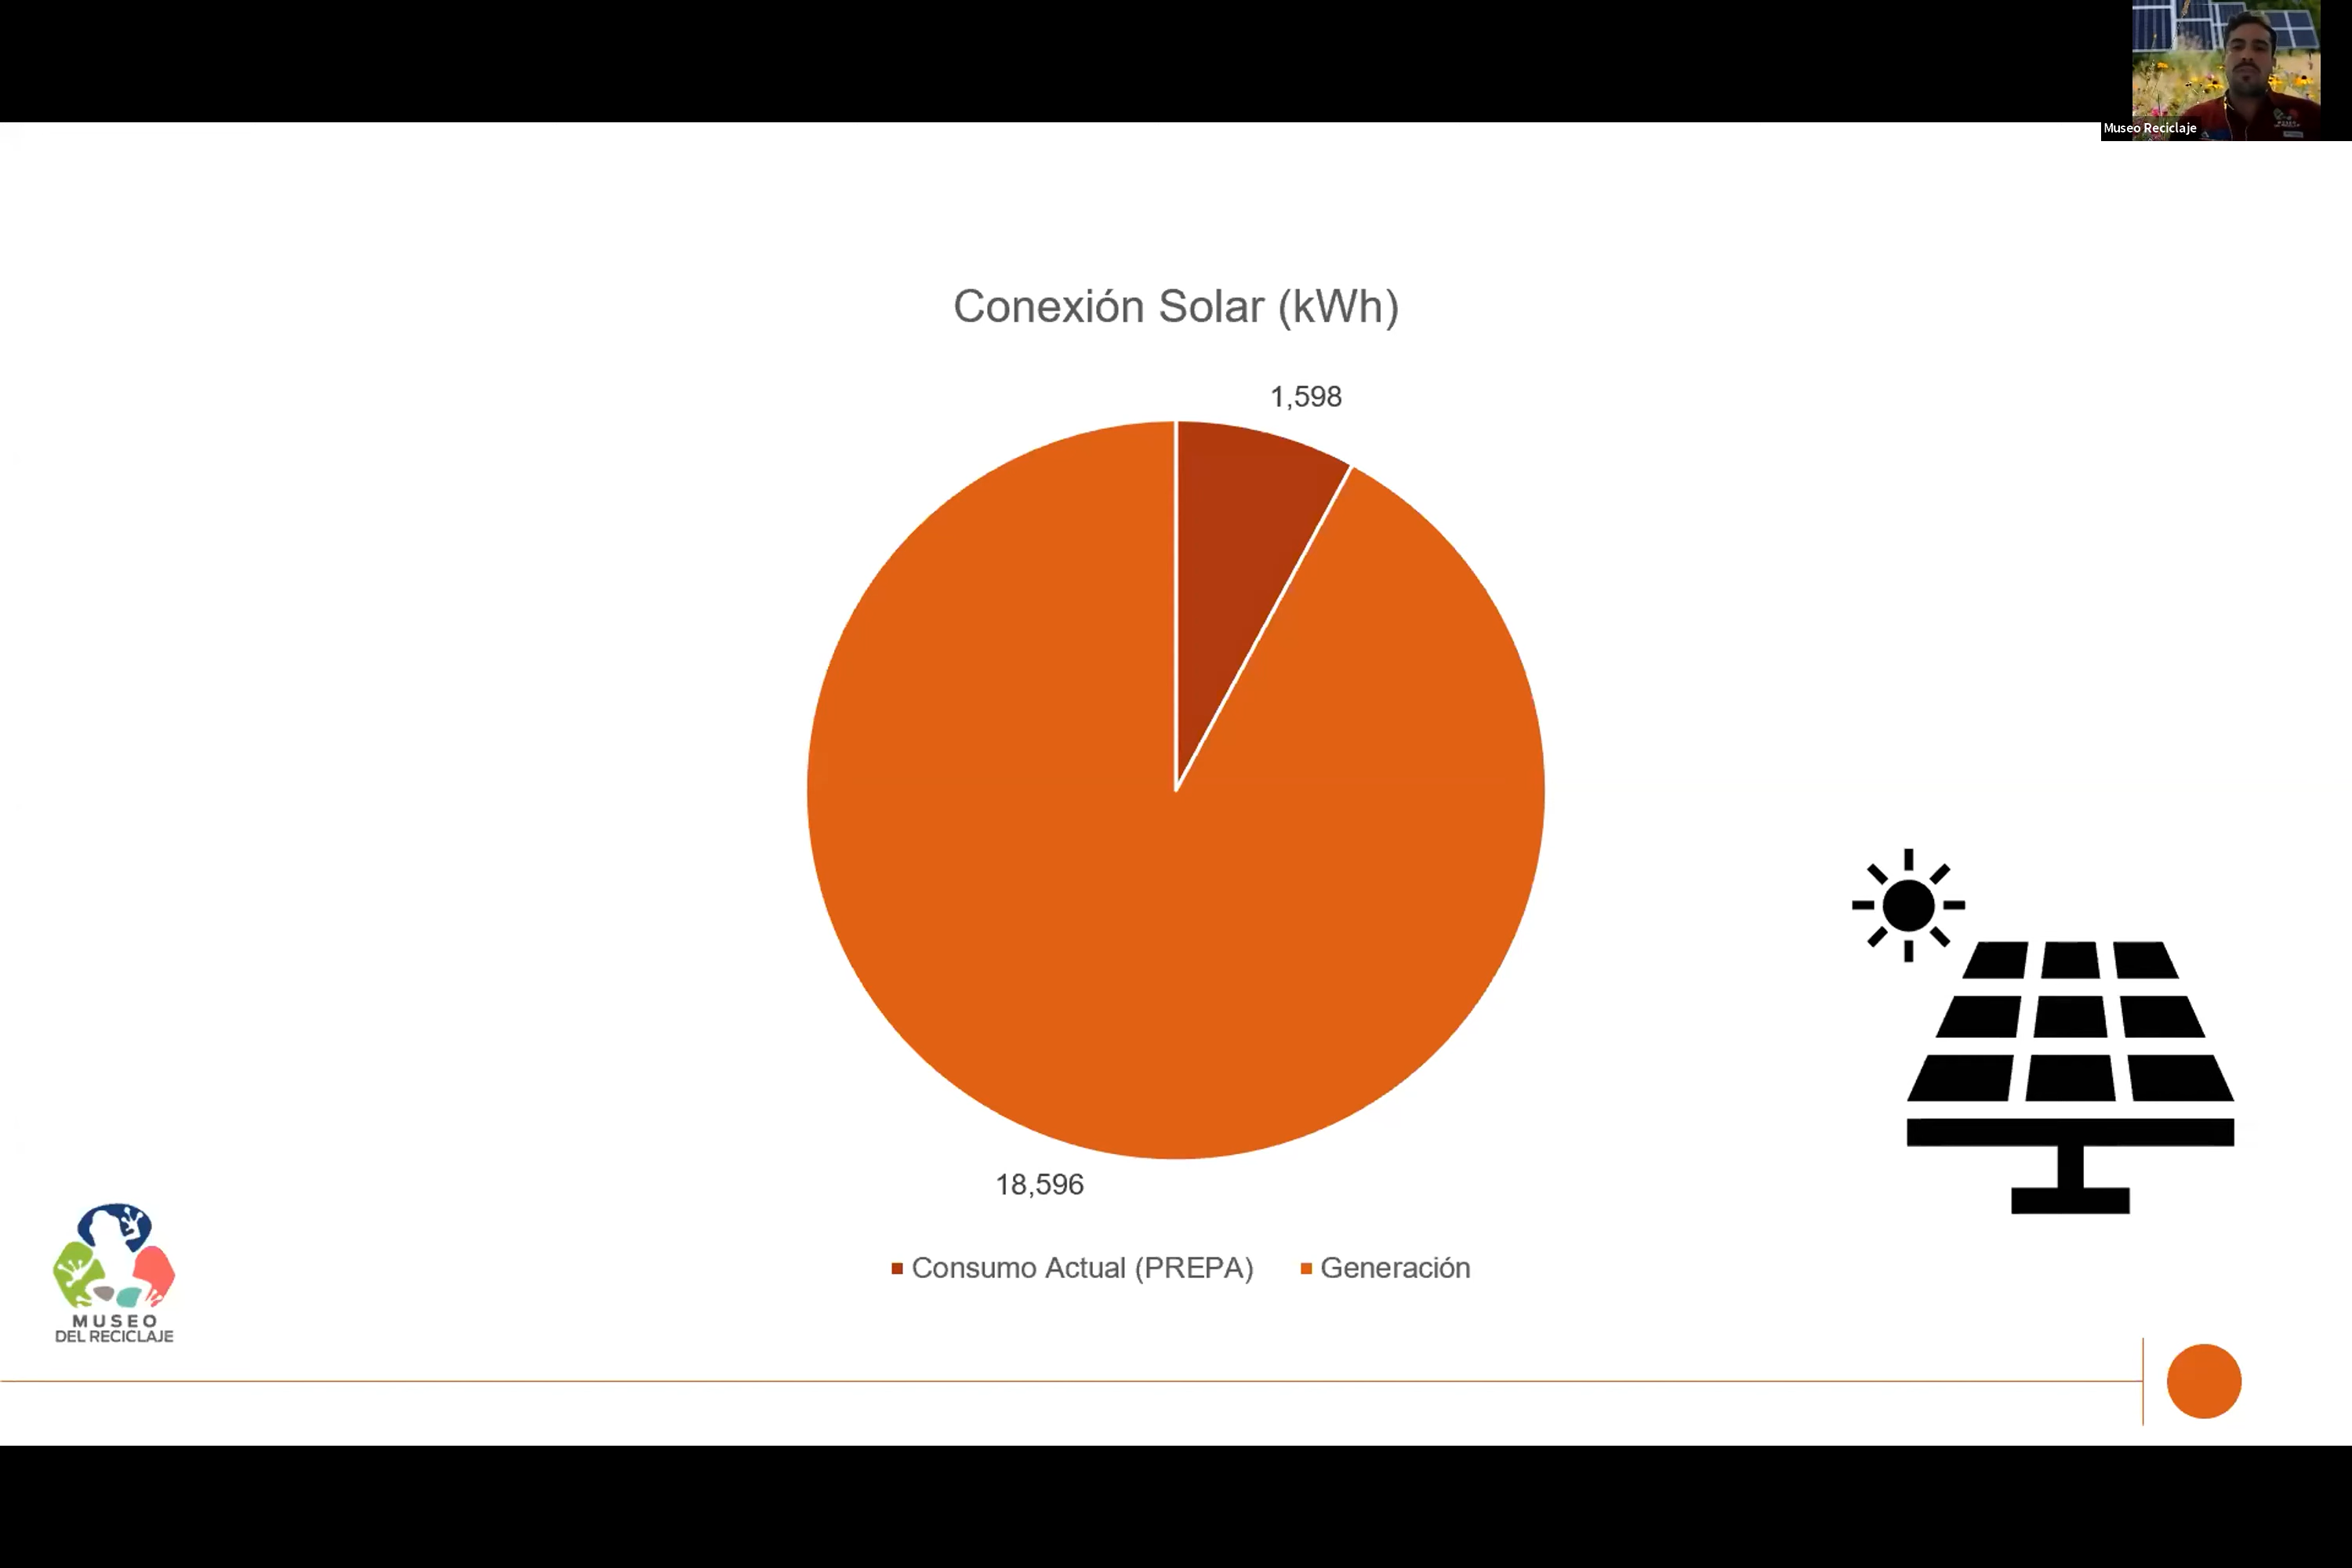 Museo Reciclaje
Conexión Solar (kWh)
1,598
18,596
Consumo Actual (PREPA)
Generación
MUSEO
DEL RECICLAJE